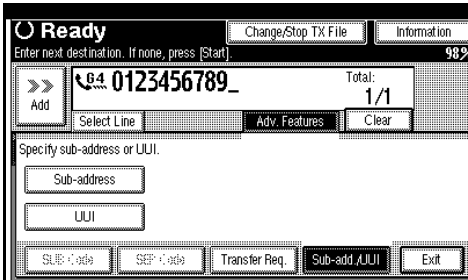 Ready
Change/Stop TX File
Information
Enter next destination. If none, press [Start].
98%
>>
Add
G4 0123456789_
Total:
1/1
Select Line
Adv. Features
Clear
Specify sub-address or UUI.
Sub-address
UUI
SUB Code
SEP Code
Transfer Req.
Sub-add./UUI
Exit